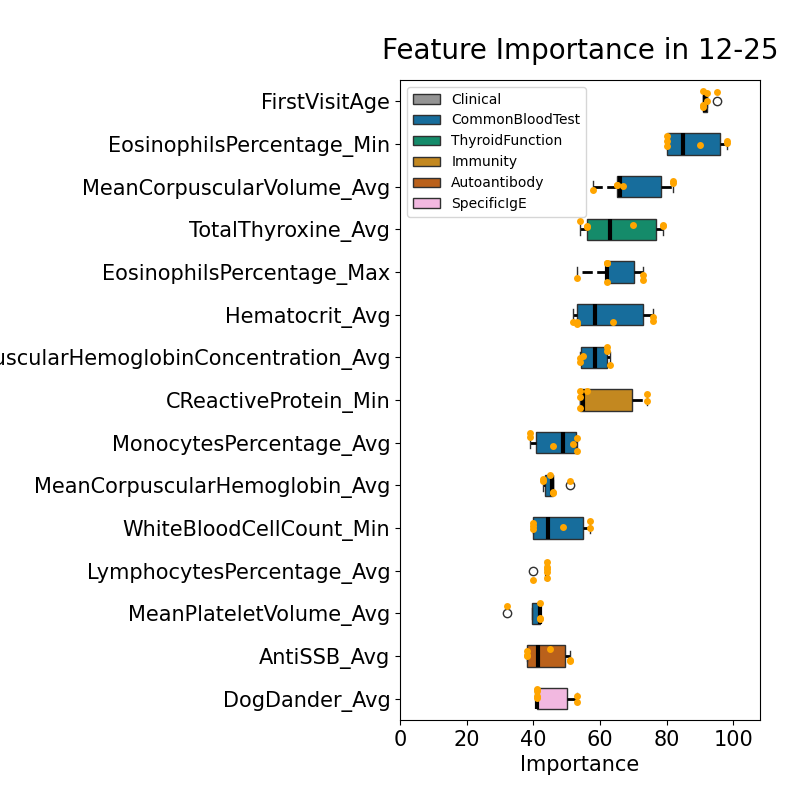 Feature Importance in 12-25
Clinical
CommonBloodTest
ThyroidFunction
Immunity
Autoantibody
SpecificIgE
FirstVisitAge
EosinophilsPercentage_Min
MeanCorpuscularVolume_Avg
TotalThyroxine_Avg
EosinophilsPercentage_Max
Hematocrit_Avg
uscularHemoglobinConcentration_Avg
CReactiveProtein_Min
MonocytesPercentage_Avg
MeanCorpuscularHemoglobin_Avg
WhiteBloodCellCount_Min
LymphocytesPercentage_Avg
MeanPlateletVolume_Avg
AntiSSB_Avg
DogDander_Avg
0 20 40 60 80 100
Importance